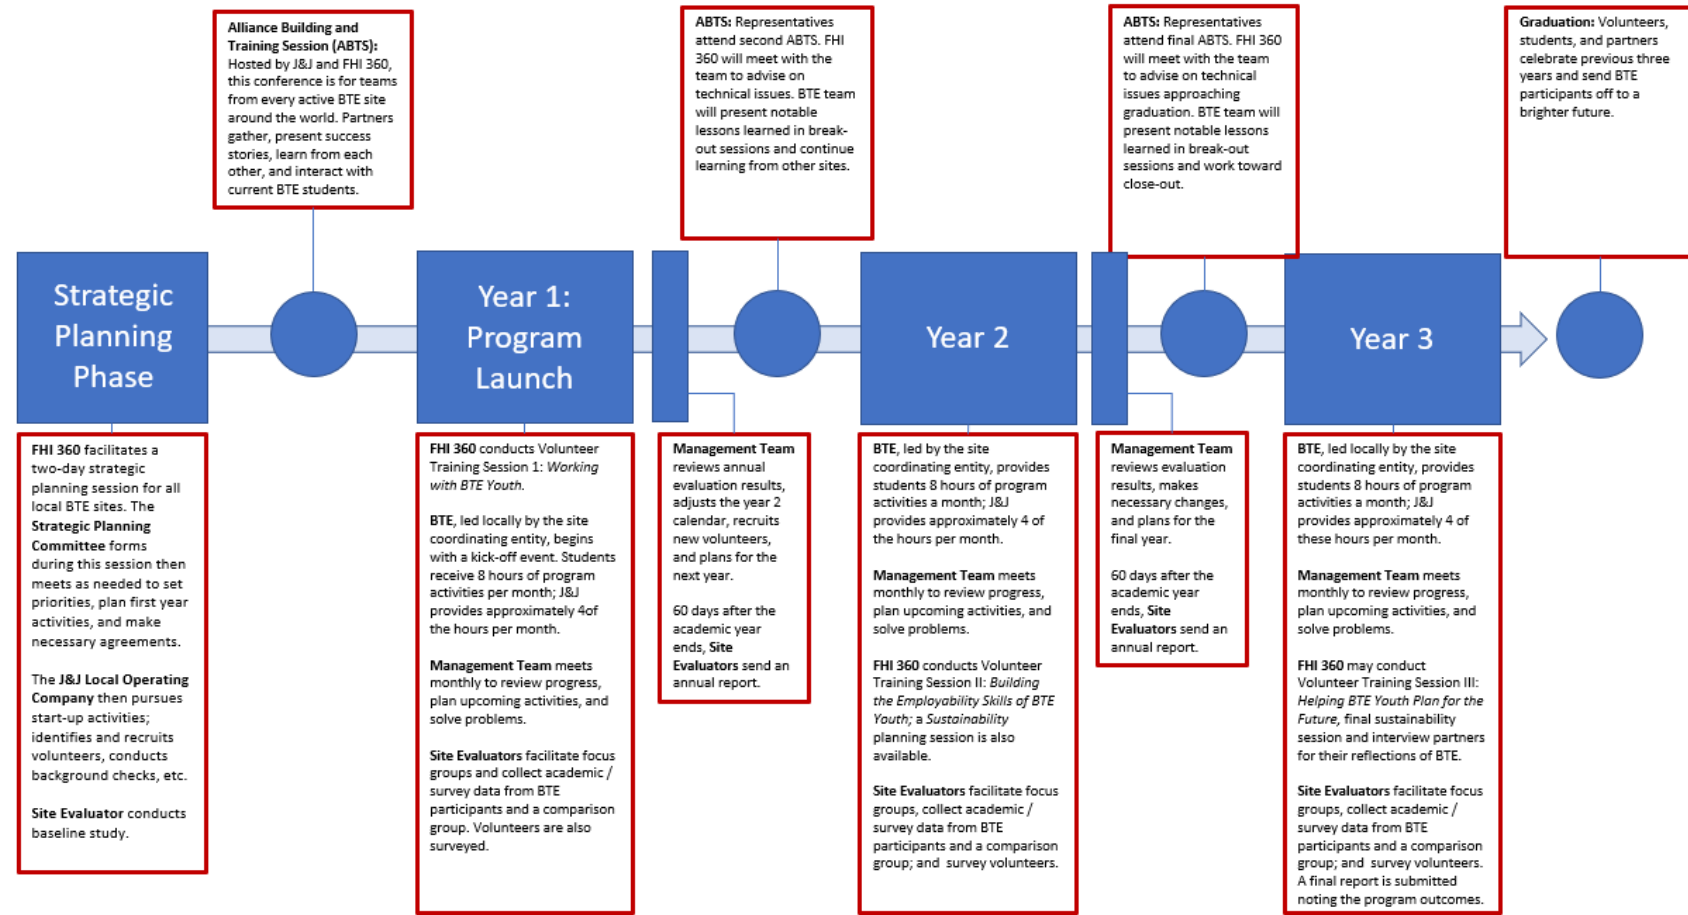 Alliance Building and
Training Session (ABTS):
Hosted by J&J and FHI 360,
this conference is for teams
from every active BTE site
around the world. Partners
gather, present success
stories, learn from each
other, and interact with
current BTE students.
ABTS: Representatives
attend second ABTS. FHI
360 will meet with the
team to advise on
technical issues. BTE team
will present notable
lessons learned in break-
out sessions and continue
learning from other sites.
ABTS: Representatives
attend final ABTS. FHI 360
will meet with the team
to advise on technical
issues approaching
graduation. BTE team will
present notable lessons
learned in break-out
sessions and work toward
close-out.
Graduation: Volunteers,
students, and partners
celebrate previous three
years and send BTE
participants off to a
brighter future.
Strategic
Planning
Phase
Year 1:
Program
Launch
Year 2
Year 3
FHI 360 facilitates a
two-day strategic
planning session for all
local BTE sites. The
Strategic Planning
Committee forms
during this session then
meets as needed to set
priorities, plan first year
activities, and make
necessary agreements.
The J&J Local Operating
Company then pursues
start-up activities;
identifies and recruits
volunteers, conducts
background checks, etc.
Site Evaluator conducts
baseline study.
FHI 360 conducts Volunteer
Training Session 1: Working
with BTE Youth.
BTE, led locally by the site
coordinating entity, begins
with a kick-off event. Students
receive 8 hours of program
activities per month; J&J
provides approximately 4of
the hours per month.
Management Team meets
monthly to review progress,
plan upcoming activities, and
solve problems.
Site Evaluators facilitate focus
groups and collect academic /
survey data from BTE
participants and a comparison
group. Volunteers are also
surveyed.
Management Team
reviews annual
evaluation results,
adjusts the year 2
calendar, recruits
new volunteers,
and plans for the
next year.
60 days after the
academic year
ends, Site
Evaluators send an
annual report.
BTE, led by the site
coordinating entity, provides
students 8 hours of program
activities a month; J&J
provides approximately 4 of
the hours per month.
Management Team meets
monthly to review progress,
plan upcoming activities, and
solve problems.
FHI 360 conducts Volunteer
Training Session II: Building
the Employability Skills of BTE
Youth; a Sustainability
planning session is also
available.
Site Evaluators facilitate focus
groups, collect academic /
survey data from BTE
participants and a comparison
group; and survey volunteers.
Management Team
reviews evaluation
results, makes
necessary changes,
and plans for the
final year.
60 days after the
academic year
ends, Site
Evaluators send an
annual report.
BTE, led locally by the site
coordinating entity, provides
students 8 hours of program
activities a month; J&J
provides approximately 4 of
these hours per month.
Management Team meets
monthly to review progress,
plan upcoming activities, and
solve problems.
FHI 360 may conduct
Volunteer Training Session III:
Helping BTE Youth Plan for the
Future, final sustainability
session and interview partners
for their reflections of BTE.
Site Evaluators facilitate focus
groups, collect academic /
survey data from BTE
participants and a comparison
group; and survey volunteers.
A final report is submitted
noting the program outcomes.